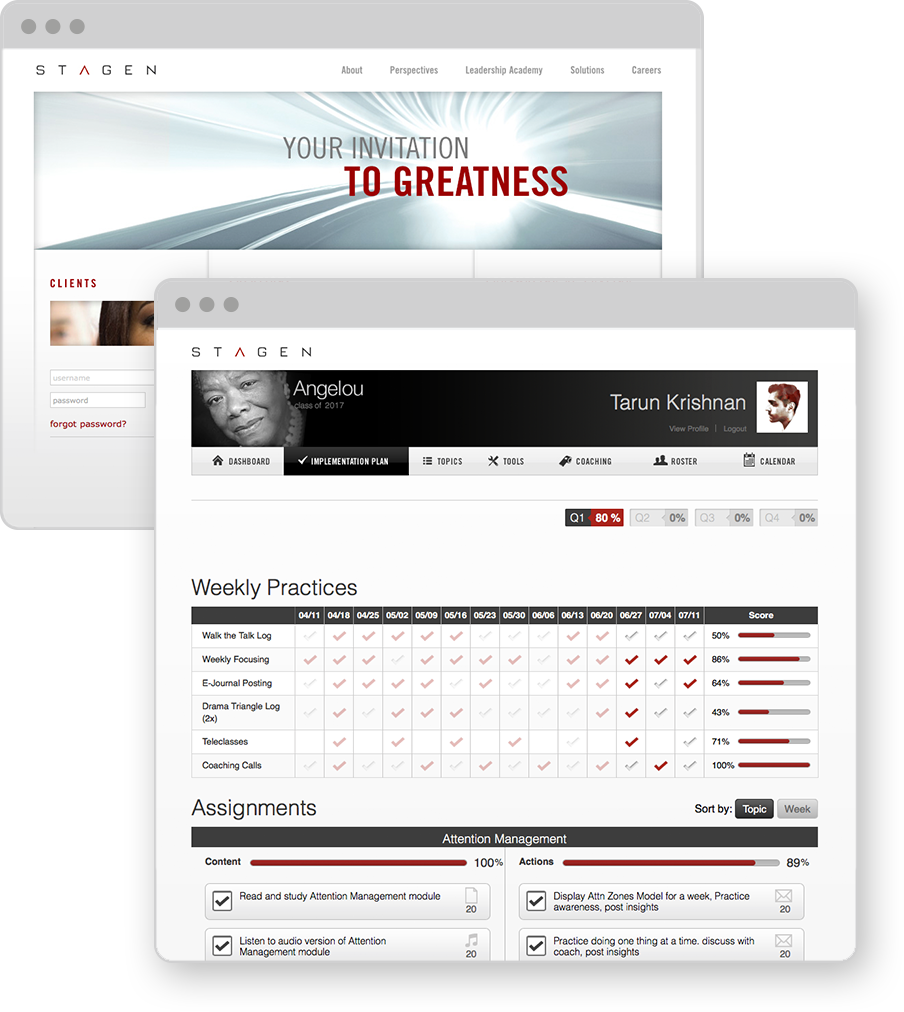 STAGEN
About Perspectives Leadership Academy Solutions Careers
YOUR INVITATION
TO GREATNESS
CLIENTS
username
password
forgot password?
STAGEN
Angelou
class of 2017
Tarun Krishnan
View Profile | Logout
DASHBOARD IMPLEMENTATION PLAN TOPICS TOOLS COACHING ROSTER CALENDAR
Q1 80 % Q2 0% Q3 0% Q4 0%
Weekly Practices
04/11 04/18 04/25 05/02 05/09 05/16 05/23 05/30 06/06 06/13 06/20 06/27 07/04 07/11 Score
Walk the Talk Log 50%
Weekly Focusing 86%
E-Journal Posting 64%
Drama Triangle Log
(2x) 43%
Teleclasses 71%
Coaching Calls 100%
Assignments Sort by: Topic Week
Attention Management
Content 100% Actions 89%
Read and study Attention Management module
20
Display Attn Zones Model for a week, Practice
awareness, post insights
20
Listen to audio version of Attention
Management module
20
Practice doing one thing at a time. discuss with
coach, post insights
20